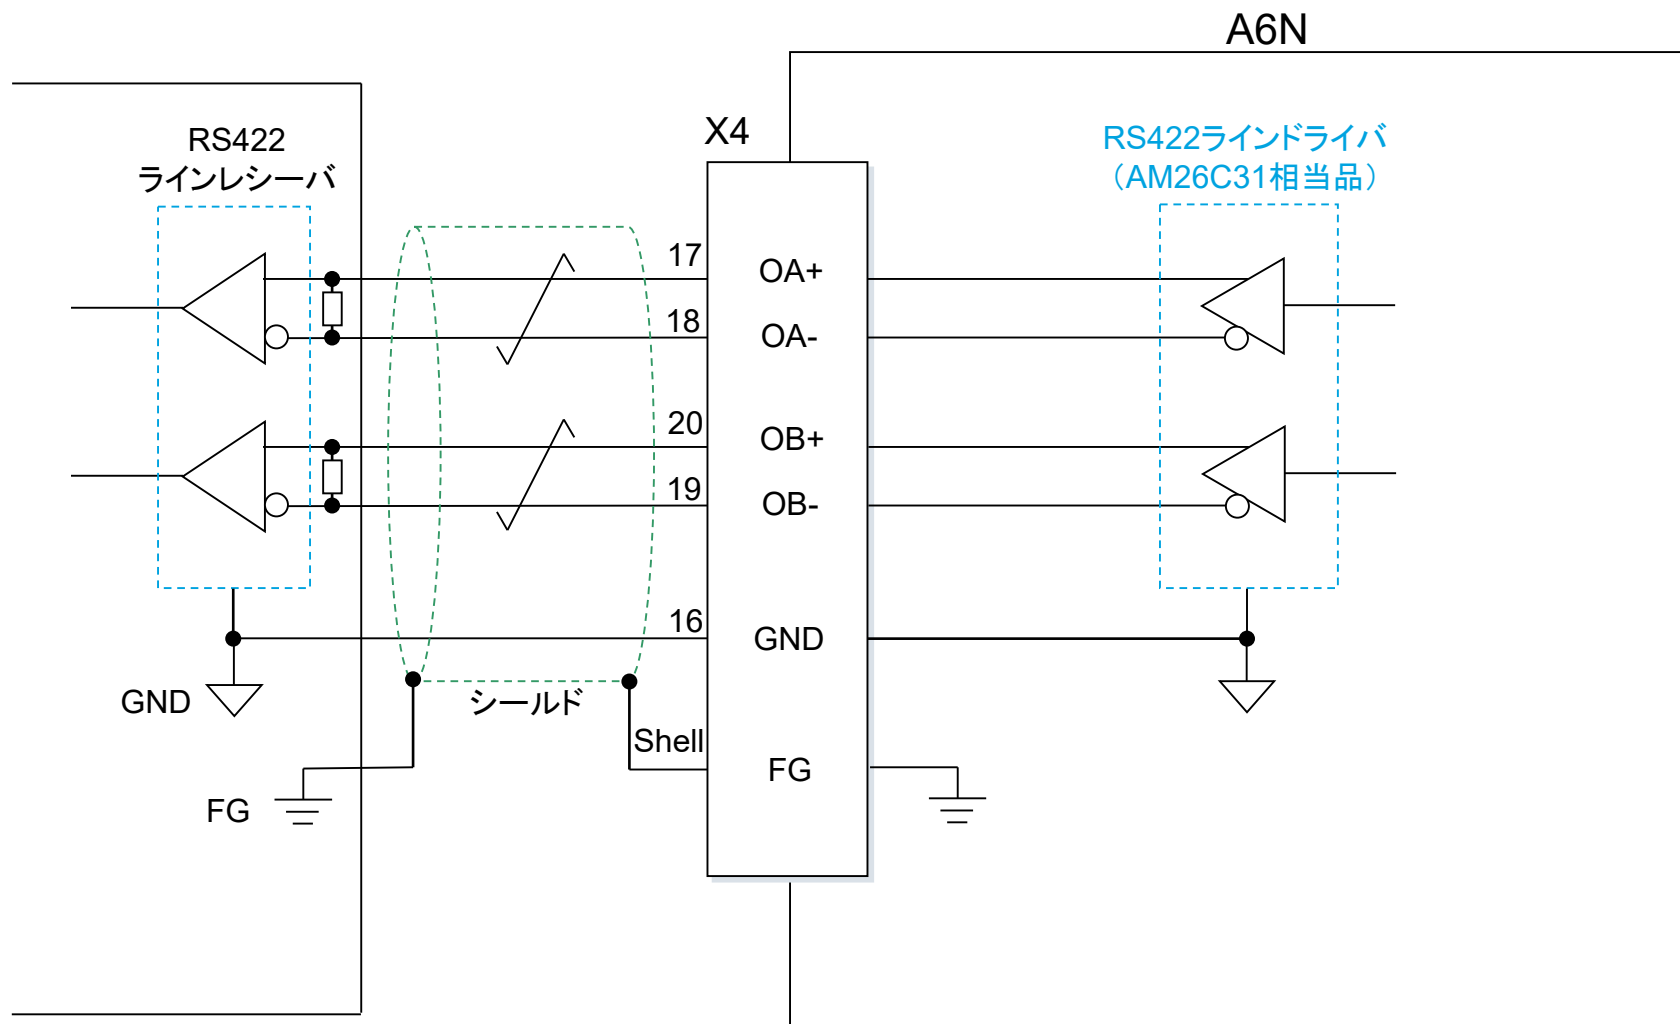 A6N
X4
RS422
ラインレシーバ
RS422ラインドライバ
（AM26C31相当品）
17
OA+
18
OA-
20
OB+
19
OB-
16
GND
GND
シールド
Shell
FG
FG